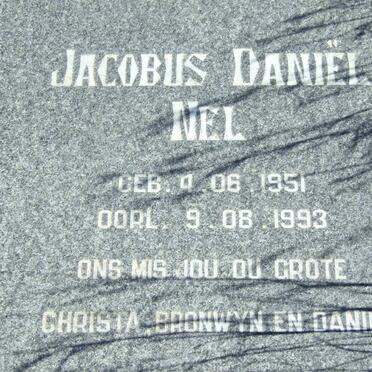 JACOBUS DANIËL
NEL
GEB. 4. 06. 1951
OORL. 9. 08. 1993
ONS MIS JOU OU GROTE
CHRISTA, BRONWYN EN DANI